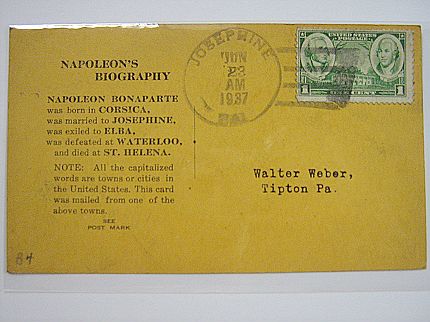 NAPOLEON'S
BIOGRAPHY
NAPOLEON BONAPARTE
was born in CORSICA,
was married to JOSEPHINE,
was exiled to ELBA,
was defeated at WATERLOO,
and died at ST. HELENA.
NOTE: All the capitalized
words are towns or cities in
the United States. This card
was mailed from one of the
above towns.
SEE
POST MARK
JOSEPHINE
JUN
22
AM
1937
PA.
UNITED STATES
POSTAGE
1
1
ONE CENT
Walter Weber,
Tipton Pa.
84